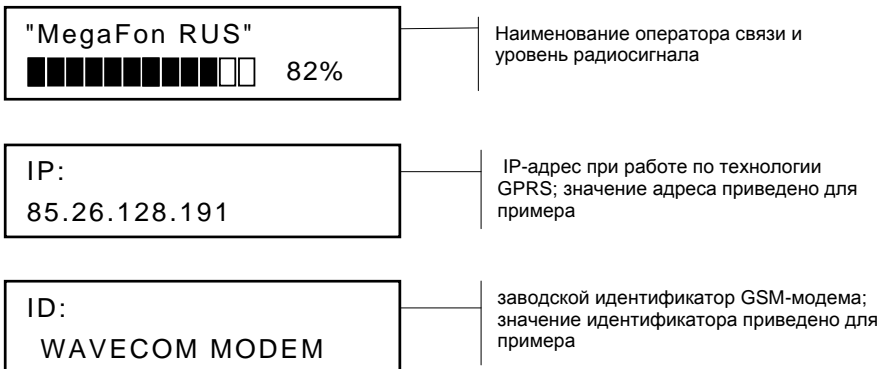 "MegaFon RUS"
82%
Наименование оператора связи и
уровень радиосигнала
IP:
85.26.128.191
IP-адрес при работе по технологии
GPRS; значение адреса приведено для
примера
ID:
WAVECOM MODEM
заводской идентификатор GSM-модема;
значение идентификатора приведено для
примера